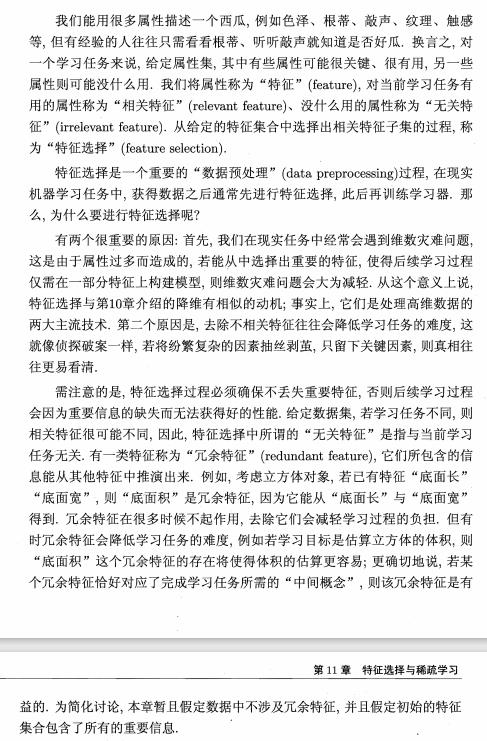 我们能用很多属性描述一个西瓜, 例如色泽、根蒂、敲声、纹理、触感
等, 但有经验的人往往只需看看根蒂、听听敲声就知道是否好瓜. 换言之, 对
一个学习任务来说, 给定属性集, 其中有些属性可能很关键、很有用, 另一些
属性则可能没什么用. 我们将属性称为“特征”(feature), 对当前学习任务有
用的属性称为“相关特征”(relevant feature)、没什么用的属性称为“无关特
征”(irrelevant feature). 从给定的特征集合中选择出相关特征子集的过程, 称
为“特征选择”(feature selection).
特征选择是一个重要的“数据预处理”(data preprocessing)过程, 在现实
机器学习任务中, 获得数据之后通常先进行特征选择, 此后再训练学习器. 那
么, 为什么要进行特征选择呢?
有两个很重要的原因: 首先, 我们在现实任务中经常会遇到维数灾难问题,
这是由于属性过多而造成的, 若能从中选择出重要的特征, 使得后续学习过程
仅需在一部分特征上构建模型, 则维数灾难问题会大为减轻. 从这个意义上说,
特征选择与第10章介绍的降维有相似的动机; 事实上, 它们是处理高维数据的
两大主流技术. 第二个原因是, 去除不相关特征往往会降低学习任务的难度, 这
就像侦探破案一样, 若将纷繁复杂的因素抽丝剥茧, 只留下关键因素, 则真相往
往更易看清.
需注意的是, 特征选择过程必须确保不丢失重要特征, 否则后续学习过程
会因为重要信息的缺失而无法获得好的性能. 给定数据集, 若学习任务不同, 则
相关特征很可能不同, 因此, 特征选择中所谓的“无关特征”是指与当前学习
任务无关. 有一类特征称为“冗余特征”(redundant feature), 它们所包含的信
息能从其他特征中推演出来. 例如, 考虑立方体对象, 若已有特征“底面长”
“底面宽”, 则“底面积”是冗余特征, 因为它能从“底面长”与“底面宽”
得到. 冗余特征在很多时候不起作用, 去除它们会减轻学习过程的负担. 但有
时冗余特征会降低学习任务的难度, 例如若学习目标是估算立方体的体积, 则
“底面积”这个冗余特征的存在将使得体积的估算更容易; 更确切地说, 若某
个冗余特征恰好对应了完成学习任务所需的“中间概念”, 则该冗余特征是有
第 11 章 特征选择与稀疏学习
益的. 为简化讨论, 本章暂且假定数据中不涉及冗余特征, 并且假定初始的特征
集合包含了所有的重要信息.